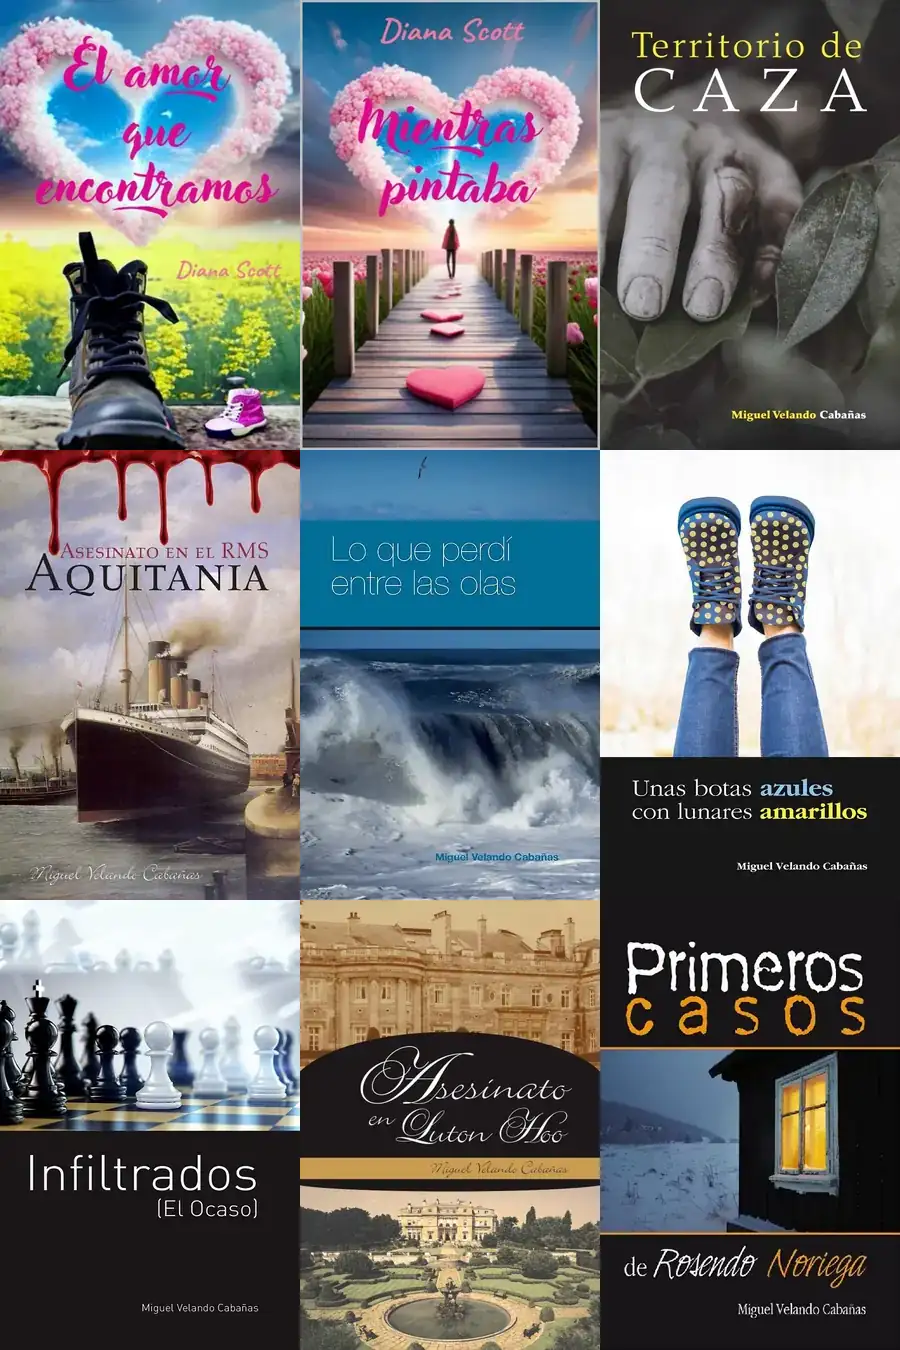 El amor
que
encontramos
Diana Scott
Diana Scott
Mientras
pintaba
Territorio de
CAZA
Miguel Velando Cabañas
ASESINATO EN EL RMS
AQUITANIA
Miguel Velando Cabañas
Lo que perdí
entre las olas
Miguel Velando Cabañas
Unas botas azules
con lunares amarillos
Miguel Velando Cabañas
Infiltrados
(El Ocaso)
Miguel Velando Cabañas
Asesinato
en Luton Hoo
Miguel Velando Cabañas
Primeros
casos
de Rosendo Noriega
Miguel Velando Cabañas